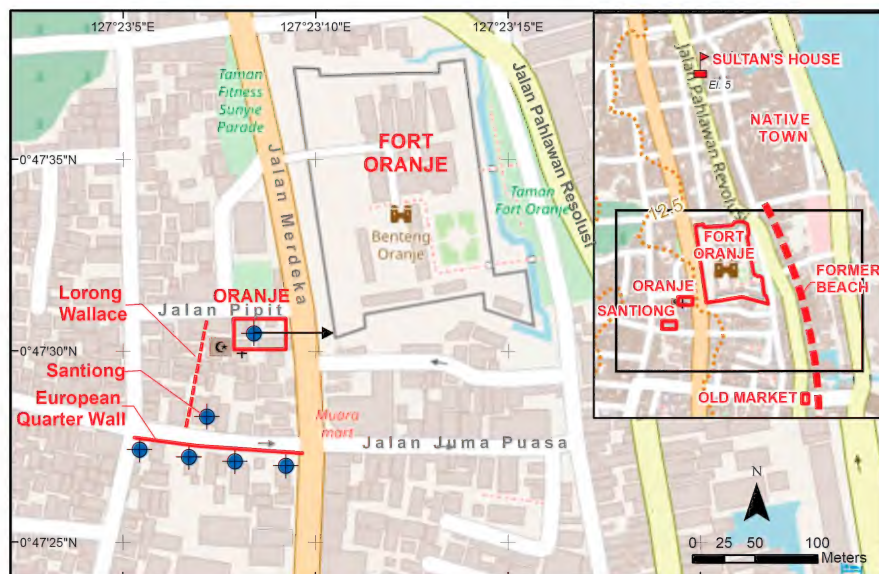 127°23'5"E
127°23'10"E
127°23'15"E
0°47'35"N
0°47'30"N
0°47'25"N
Taman
Fitness
Sunyie
Parade
Jalan Merdeka
FORT
ORANJE
Benteng
Oranje
Taman
Fort Oranje
Jalan Pahlawan Resolusi
Lorong
Wallace
Jalan Pipit
ORANJE
Santiong
European
Quarter Wall
Muara
mart
Jalan Juma Puasa
Jalan Pahlawan Revolusi
SULTAN'S HOUSE
El. 5
NATIVE
TOWN
12.5
FORT
ORANJE
FORMER
BEACH
ORANJE
SANTIONG
OLD MARKET
N
0 25 50 100
Meters